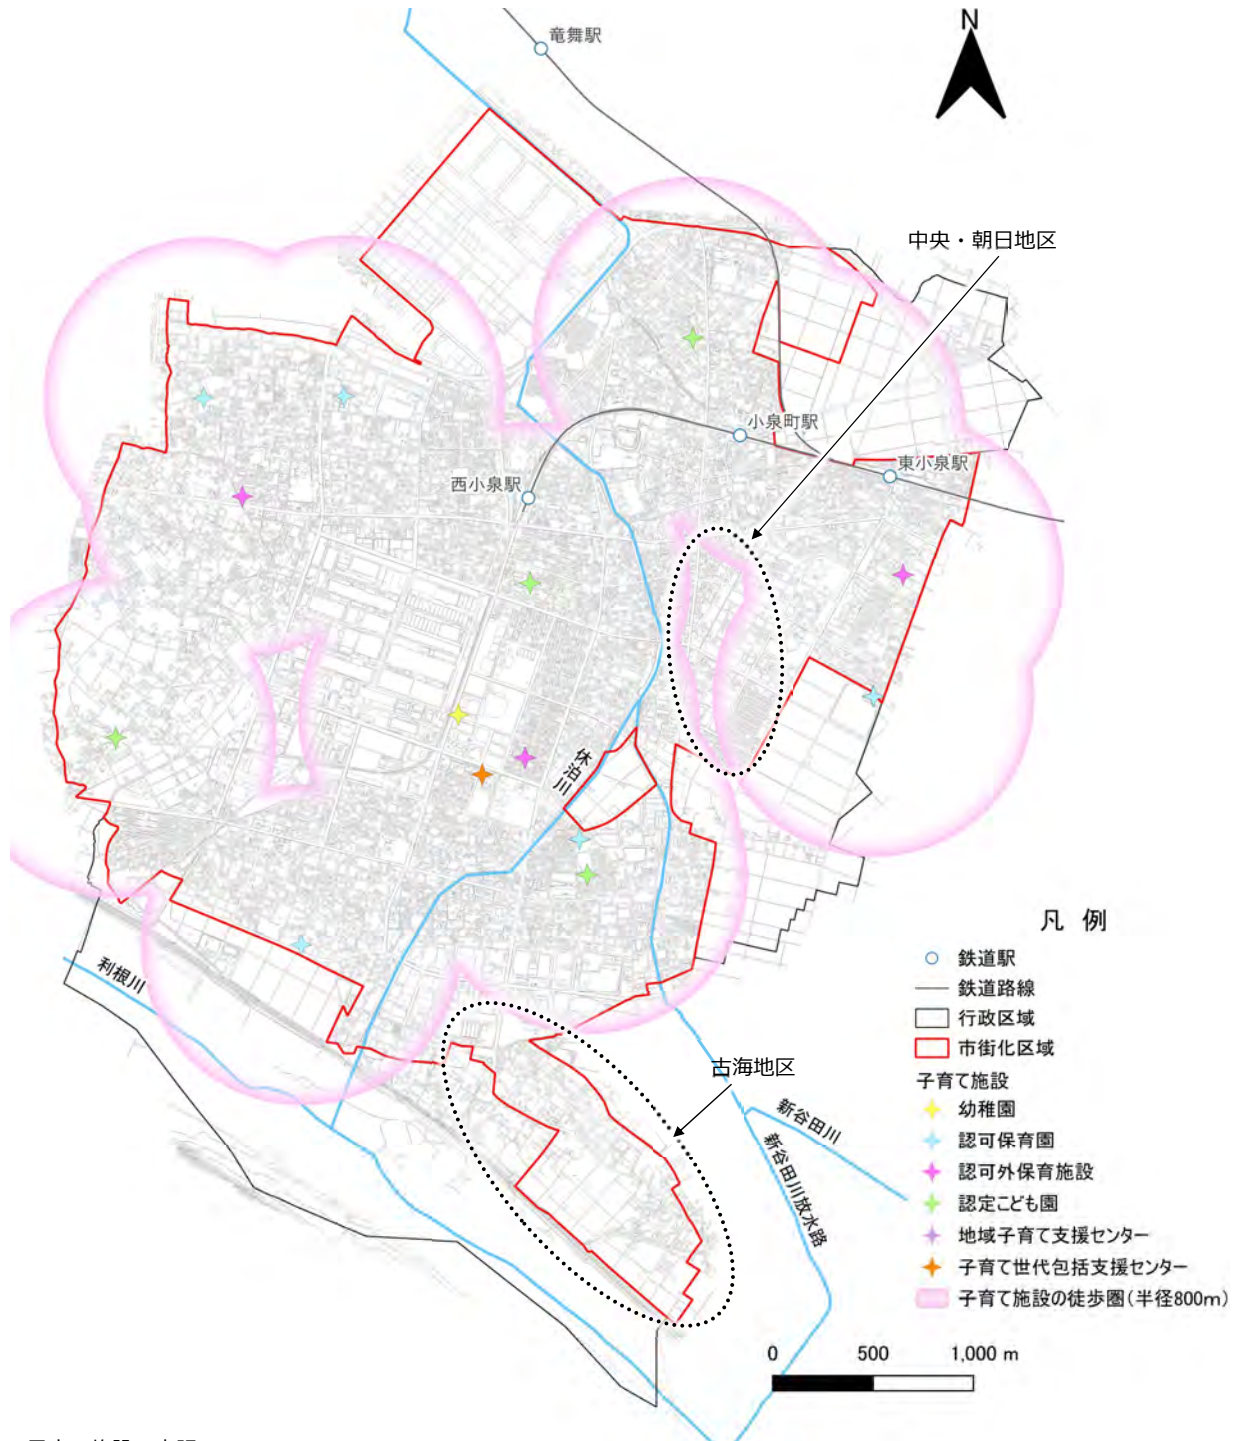 N
竜舞駅
中央・朝日地区
小泉町駅
東小泉駅
西小泉駅
休泊川
利根川
古海地区
新谷田川
新谷田川放水路
凡 例
鉄道駅
鉄道路線
行政区域
市街化区域
子育て施設
幼稚園
認可保育園
認可外保育施設
認定こども園
地域子育て支援センター
子育て世代包括支援センター
子育て施設の徒歩圏(半径800m)
0 500 1,000 m